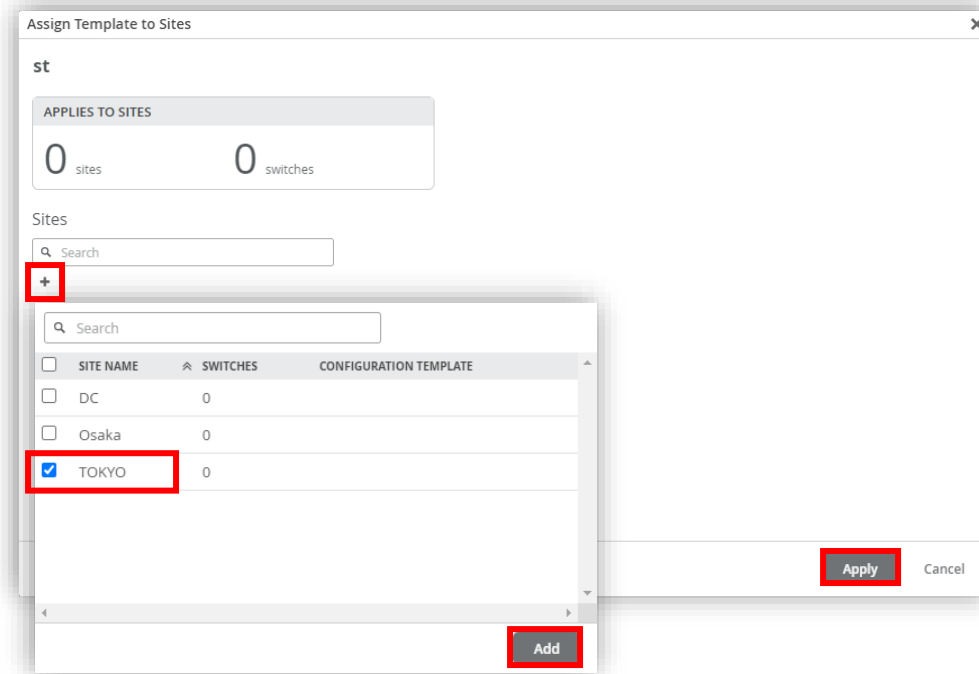 Assign Template to Sites
st
APPLIES TO SITES
0 sites 0 switches
Sites
Search
Search
SITE NAME SWITCHES CONFIGURATION TEMPLATE
DC 0
Osaka 0
TOKYO 0
Apply Cancel
Add